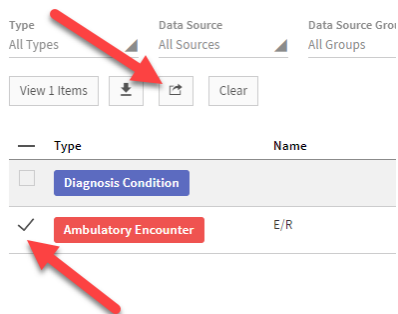 Type Data Source Data Source Grou
All Types All Sources All Groups
View 1 Items Clear
Type Name
Diagnosis Condition
Ambulatory Encounter E/R